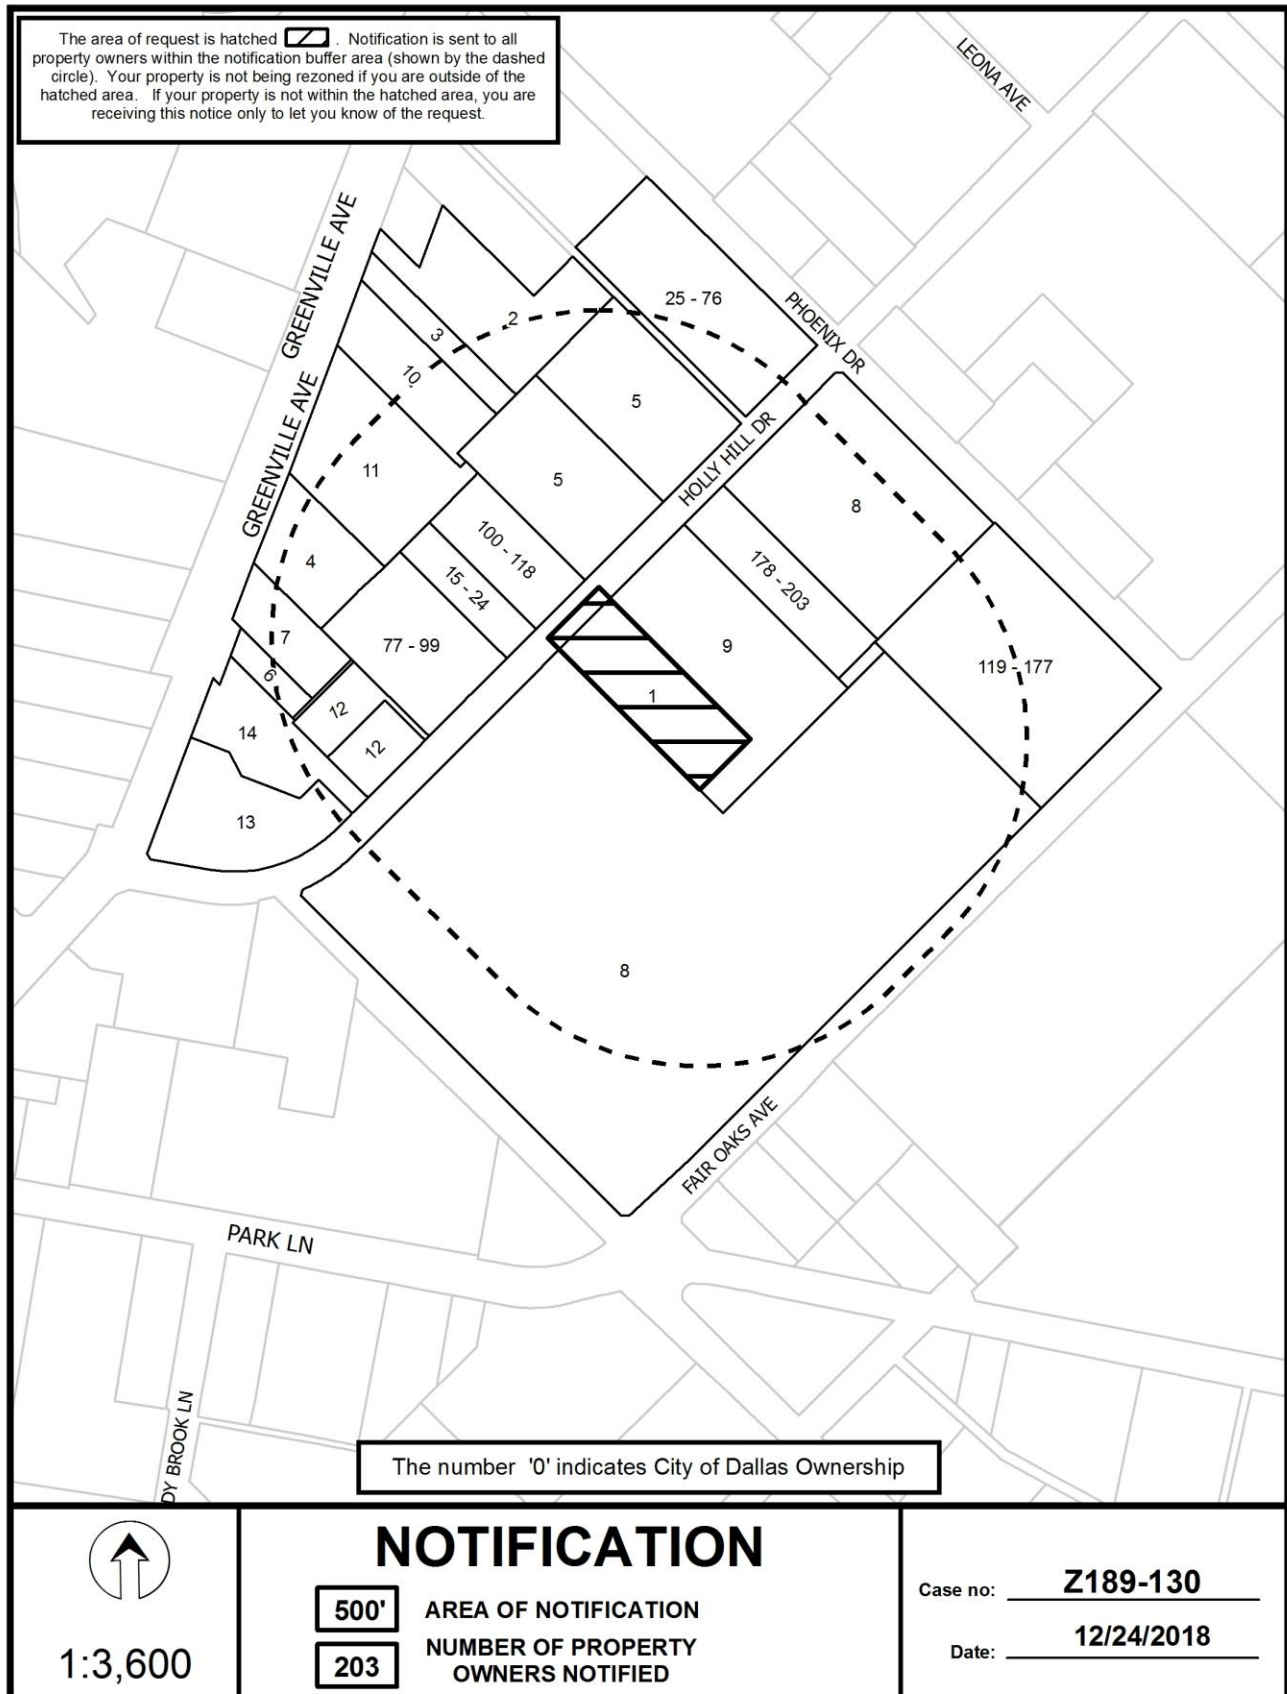 The area of request is hatched . Notification is sent to all
property owners within the notification buffer area (shown by the dashed
circle). Your property is not being rezoned if you are outside of the
hatched area. If your property is not within the hatched area, you are
receiving this notice only to let you know of the request.
LEONA AVE
GREENVILLE AVE
25 - 76
PHOENIX DR
2
3
10
5
GREENVILLE AVE
HOLLY HILL DR
11
5
8
100 - 118
178 - 203
4
15 - 24
7
77 - 99
9
119 - 177
6
1
12
14
12
13
8
FAIR OAKS AVE
PARK LN
DY BROOK LN
The number '0' indicates City of Dallas Ownership
1:3,600
NOTIFICATION
500' AREA OF NOTIFICATION
203 NUMBER OF PROPERTY
OWNERS NOTIFIED
Case no: Z189-130
Date: 12/24/2018